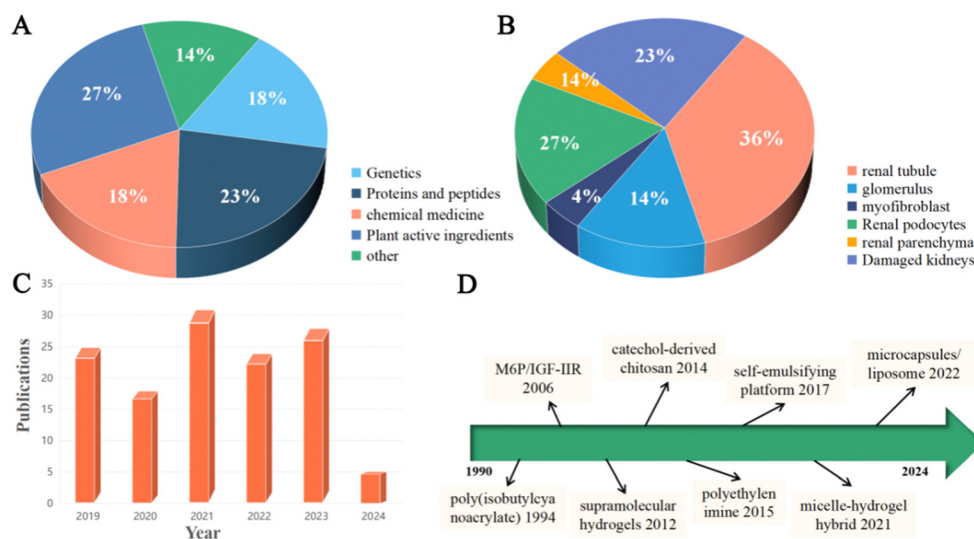 A
14%
18%
27%
18%
23%
Genetics
Proteins and peptides
chemical medicine
Plant active ingredients
other
B
23%
14%
36%
27%
4%
14%
renal tubule
glomerulus
myofibroblast
Renal podocytes
renal parenchyma
Damaged kidneys
C
Publications
35
30
25
20
15
10
5
0
2019
2020
2021
2022
2023
2024
Year
D
M6P/IGF-IIR
2006
catechol-derived
chitosan 2014
self-emulsifying
platform 2017
microcapsules/
liposome 2022
1990
2024
poly(isobutylcya
noacrylate) 1994
supramolecular
hydrogels 2012
polyethylen
imine 2015
micelle-hydrogel
hybrid 2021